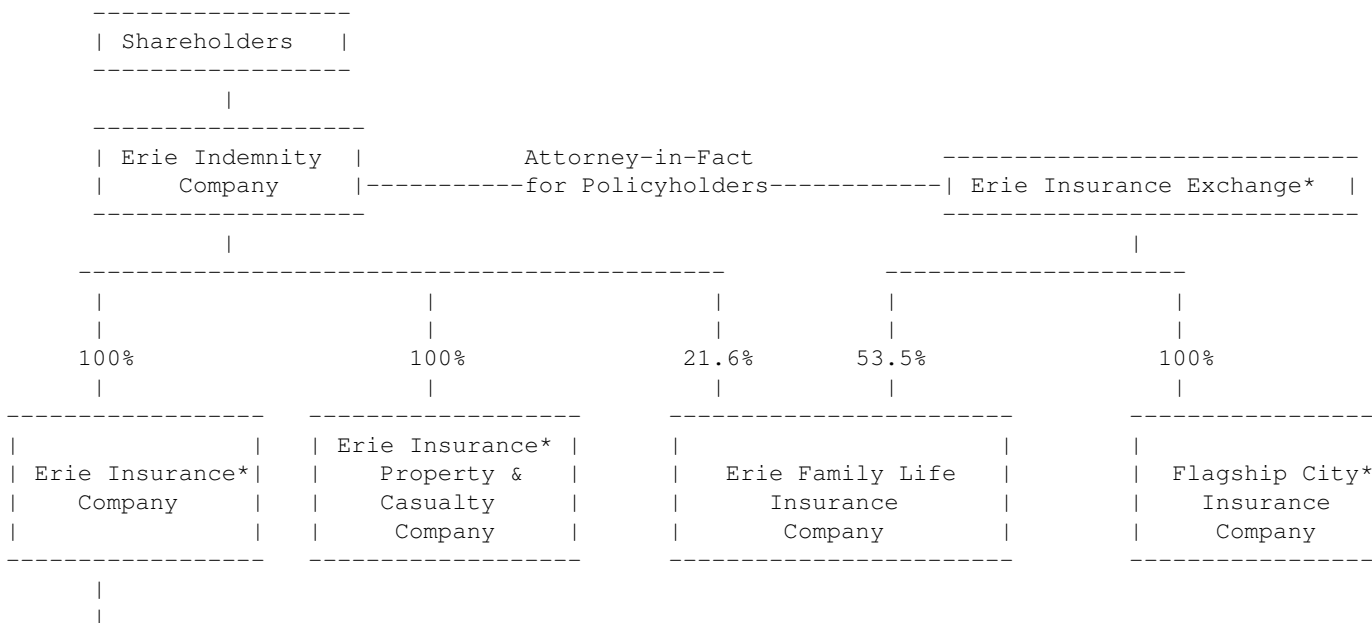 Shareholders
Erie Indemnity Attorney-in-Fact
Company for Policyholders Erie Insurance Exchange*
100% 100% 21.6% 53.5% 100%
Erie Insurance*
Erie Insurance* Property & Erie Family Life Flagship City*
Company Casualty Insurance Insurance
Company Company Company